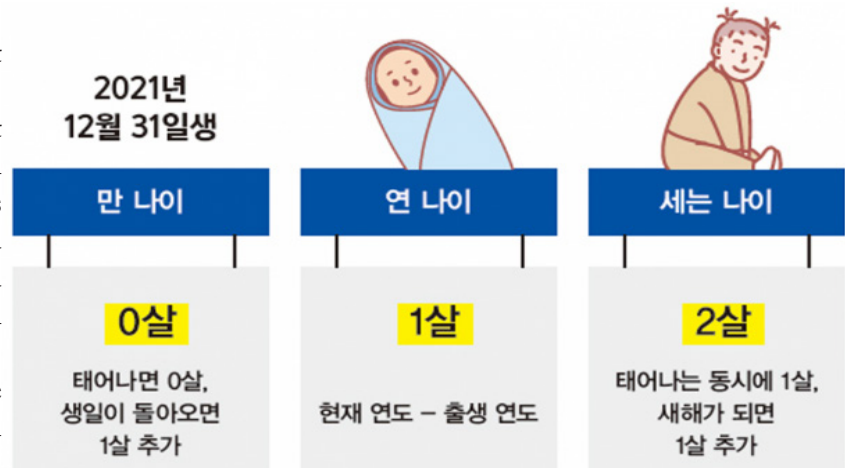 2021년
12월 31일생
만 나이
연 나이
세는 나이
0살
태어나면 0살,
생일이 돌아오면
1살 추가
1살
현재 연도 – 출생 연도
2살
태어나는 동시에 1살,
새해가 되면
1살 추가